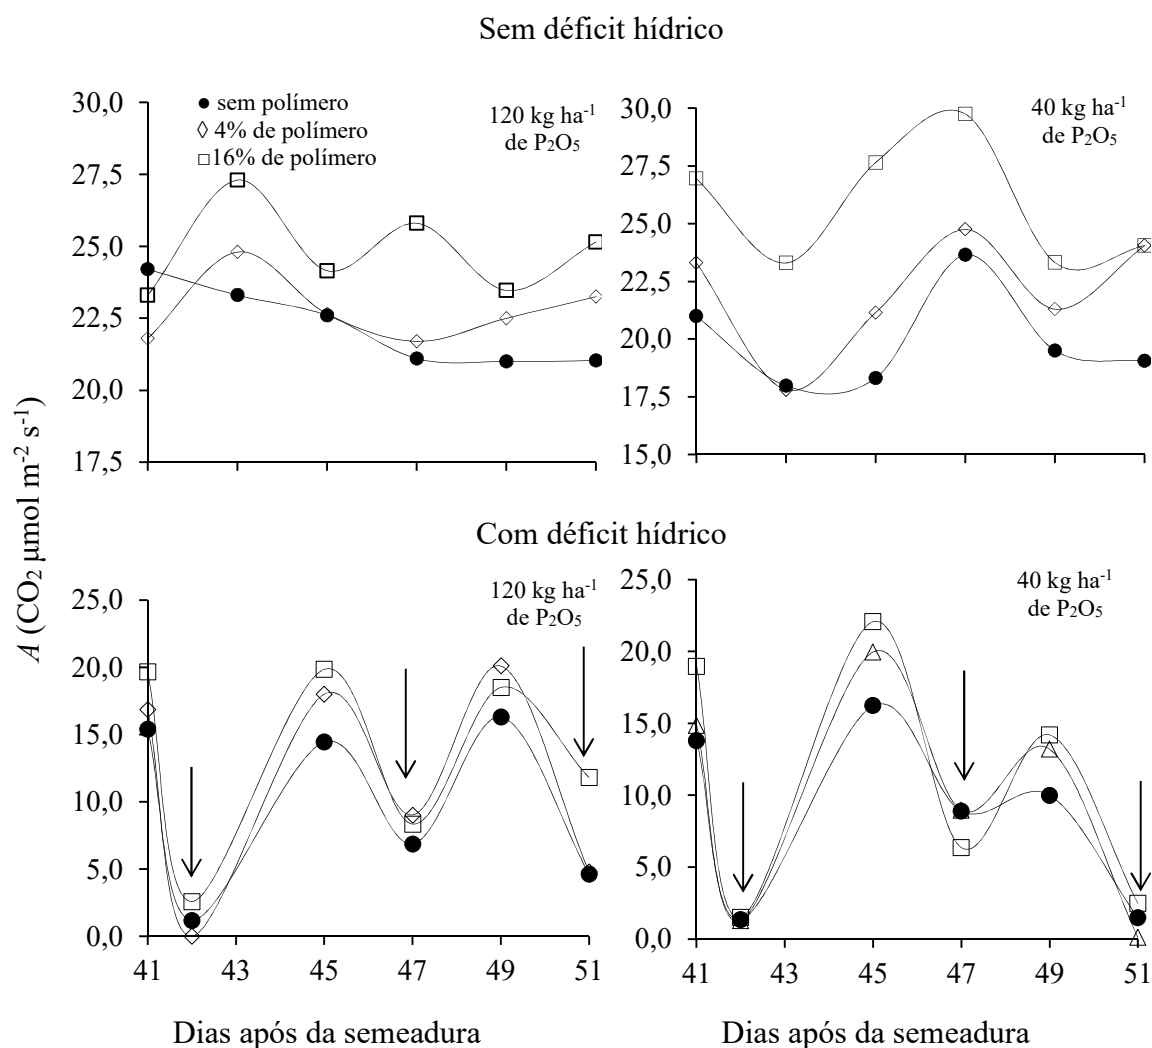 Sem déficit hídrico
30,0
27,5
25,0
22,5
20,0
17,5
sem polímero
4% de polímero
16% de polímero
120 kg ha⁻¹
de P₂O₅
30,0
27,5
25,0
22,5
20,0
17,5
15,0
40 kg ha⁻¹
de P₂O₅
A (CO₂ μmol m⁻² s⁻¹)
Com déficit hídrico
25,0
20,0
15,0
10,0
5,0
0,0
120 kg ha⁻¹
de P₂O₅
41 43 45 47 49 51
Dias após da semeadura
25,0
20,0
15,0
10,0
5,0
0,0
40 kg ha⁻¹
de P₂O₅
41 43 45 47 49 51
Dias após da semeadura